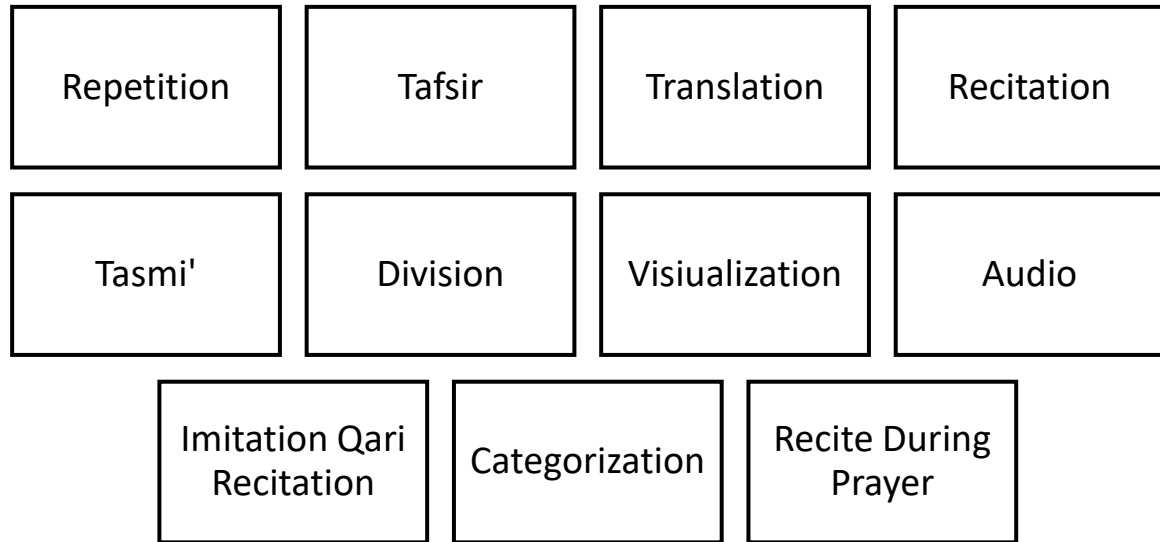 Repetition
Tafsir
Translation
Recitation
Tasmi'
Division
Visiualization
Audio
Imitation Qari
Recitation
Categorization
Recite During
Prayer